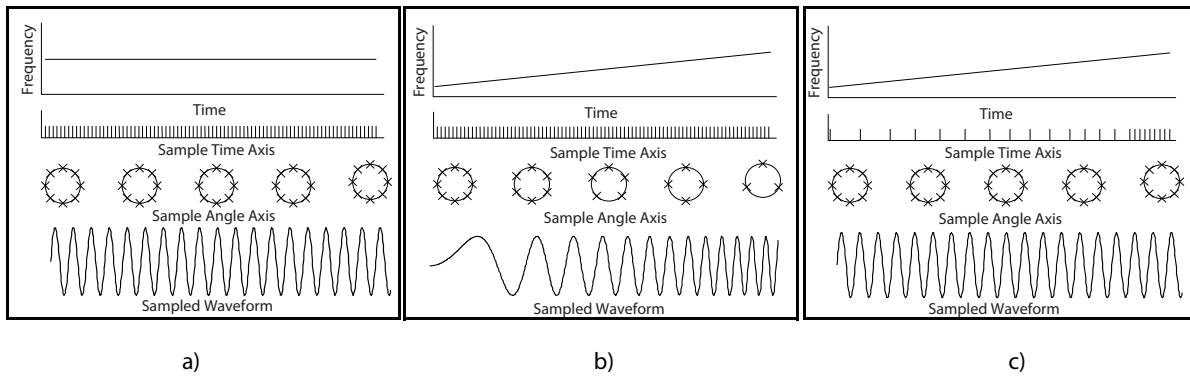 Frequency
Time
Sample Time Axis
Sample Angle Axis
Sampled Waveform
a)
Frequency
Time
Sample Time Axis
Sample Angle Axis
Sampled Waveform
b)
Frequency
Time
Sample Time Axis
Sample Angle Axis
Sampled Waveform
c)